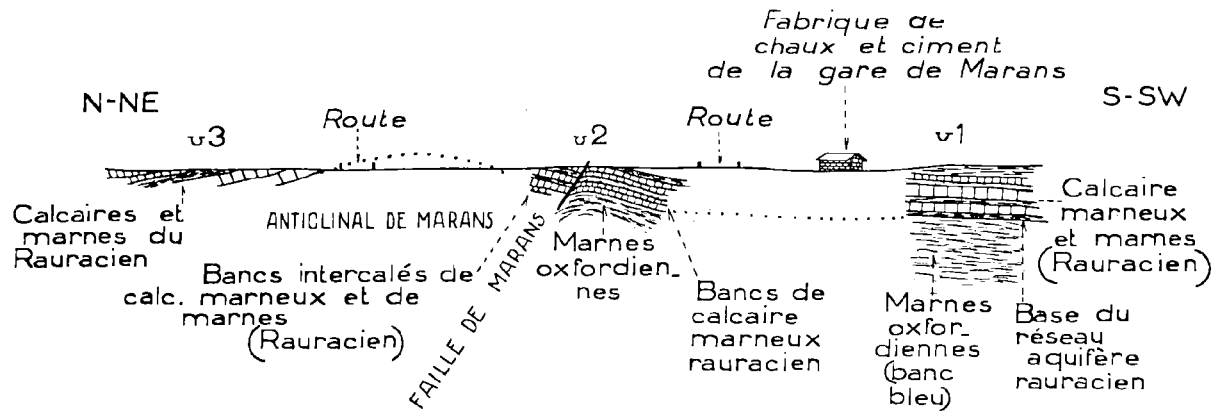 Fabrique de
chaux et ciment
de la gare de Marans
N-NE
S-SW
Route
Route
υ3
υ2
υ1
Calcaires et
marnes du
Rauracien
ANTIGLINAL DE MARANS
Bancs intercalés de
calc. marneux et de
marnes
(Rauracien)
FAILLE DE MARANS
Marnes
oxfordien_
nes
Bancs de
calcaire
marneux
rauracien
Marnes
oxfor_
diennes
(banc
bleu)
Calcaire
marneux
et marnes
(Rauracien)
Base du
réseau
aquifère
rauracien